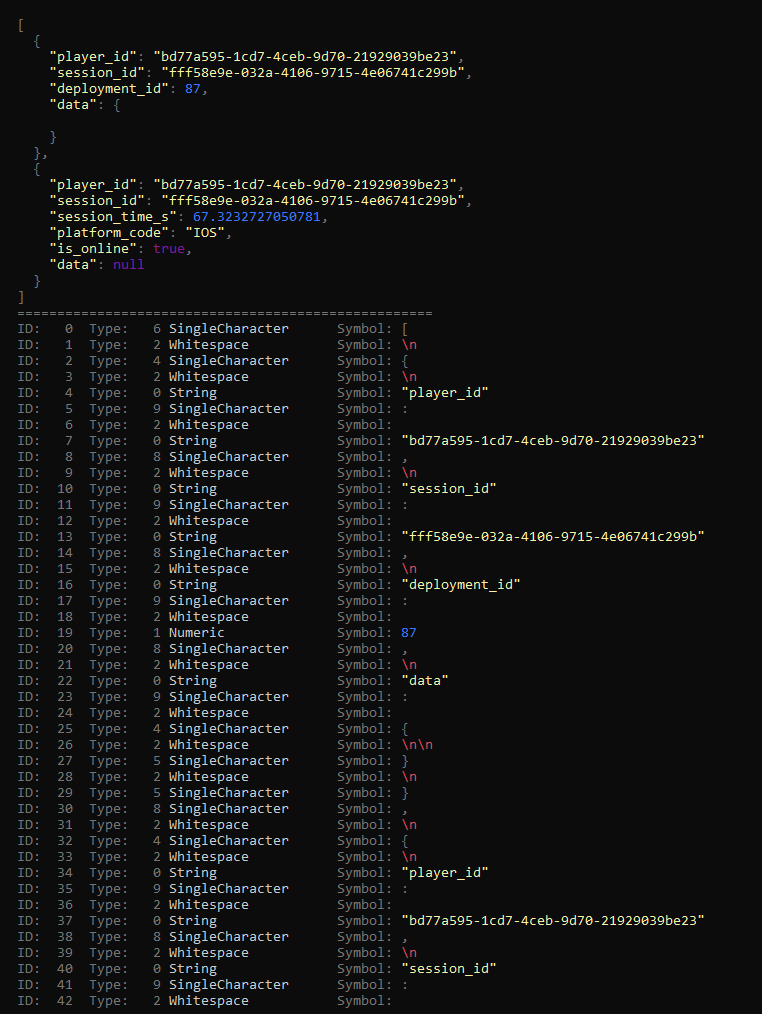 [
  {
    "player_id": "bd77a595-1cd7-4ceb-9d70-21929039be23",
    "session_id": "fff58e9e-032a-4106-9715-4e06741c299b",
    "deployment_id": 87,
    "data": {

    }
  },
  {
    "player_id": "bd77a595-1cd7-4ceb-9d70-21929039be23",
    "session_id": "fff58e9e-032a-4106-9715-4e06741c299b",
    "session_time_s": 67.3232727050781,
    "platform_code": "IOS",
    "is_online": true,
    "data": null
  }
]
====================================================
ID:   0  Type:   6 SingleCharacter      Symbol: [
ID:   1  Type:   2 Whitespace           Symbol: \n
ID:   2  Type:   4 SingleCharacter      Symbol: {
ID:   3  Type:   2 Whitespace           Symbol: \n
ID:   4  Type:   0 String               Symbol: "player_id"
ID:   5  Type:   9 SingleCharacter      Symbol: :
ID:   6  Type:   2 Whitespace           Symbol:
ID:   7  Type:   0 String               Symbol: "bd77a595-1cd7-4ceb-9d70-21929039be23"
ID:   8  Type:   8 SingleCharacter      Symbol: ,
ID:   9  Type:   2 Whitespace           Symbol: \n
ID:  10  Type:   0 String               Symbol: "session_id"
ID:  11  Type:   9 SingleCharacter      Symbol: :
ID:  12  Type:   2 Whitespace           Symbol:
ID:  13  Type:   0 String               Symbol: "fff58e9e-032a-4106-9715-4e06741c299b"
ID:  14  Type:   8 SingleCharacter      Symbol: ,
ID:  15  Type:   2 Whitespace           Symbol: \n
ID:  16  Type:   0 String               Symbol: "deployment_id"
ID:  17  Type:   9 SingleCharacter      Symbol: :
ID:  18  Type:   2 Whitespace           Symbol:
ID:  19  Type:   1 Numeric              Symbol: 87
ID:  20  Type:   8 SingleCharacter      Symbol: ,
ID:  21  Type:   2 Whitespace           Symbol: \n
ID:  22  Type:   0 String               Symbol: "data"
ID:  23  Type:   9 SingleCharacter      Symbol: :
ID:  24  Type:   2 Whitespace           Symbol:
ID:  25  Type:   4 SingleCharacter      Symbol: {
ID:  26  Type:   2 Whitespace           Symbol: \n\n
ID:  27  Type:   5 SingleCharacter      Symbol: }
ID:  28  Type:   2 Whitespace           Symbol: \n
ID:  29  Type:   5 SingleCharacter      Symbol: }
ID:  30  Type:   8 SingleCharacter      Symbol: ,
ID:  31  Type:   2 Whitespace           Symbol: \n
ID:  32  Type:   4 SingleCharacter      Symbol: {
ID:  33  Type:   2 Whitespace           Symbol: \n
ID:  34  Type:   0 String               Symbol: "player_id"
ID:  35  Type:   9 SingleCharacter      Symbol: :
ID:  36  Type:   2 Whitespace           Symbol:
ID:  37  Type:   0 String               Symbol: "bd77a595-1cd7-4ceb-9d70-21929039be23"
ID:  38  Type:   8 SingleCharacter      Symbol: ,
ID:  39  Type:   2 Whitespace           Symbol: \n
ID:  40  Type:   0 String               Symbol: "session_id"
ID:  41  Type:   9 SingleCharacter      Symbol: :
ID:  42  Type:   2 Whitespace           Symbol: